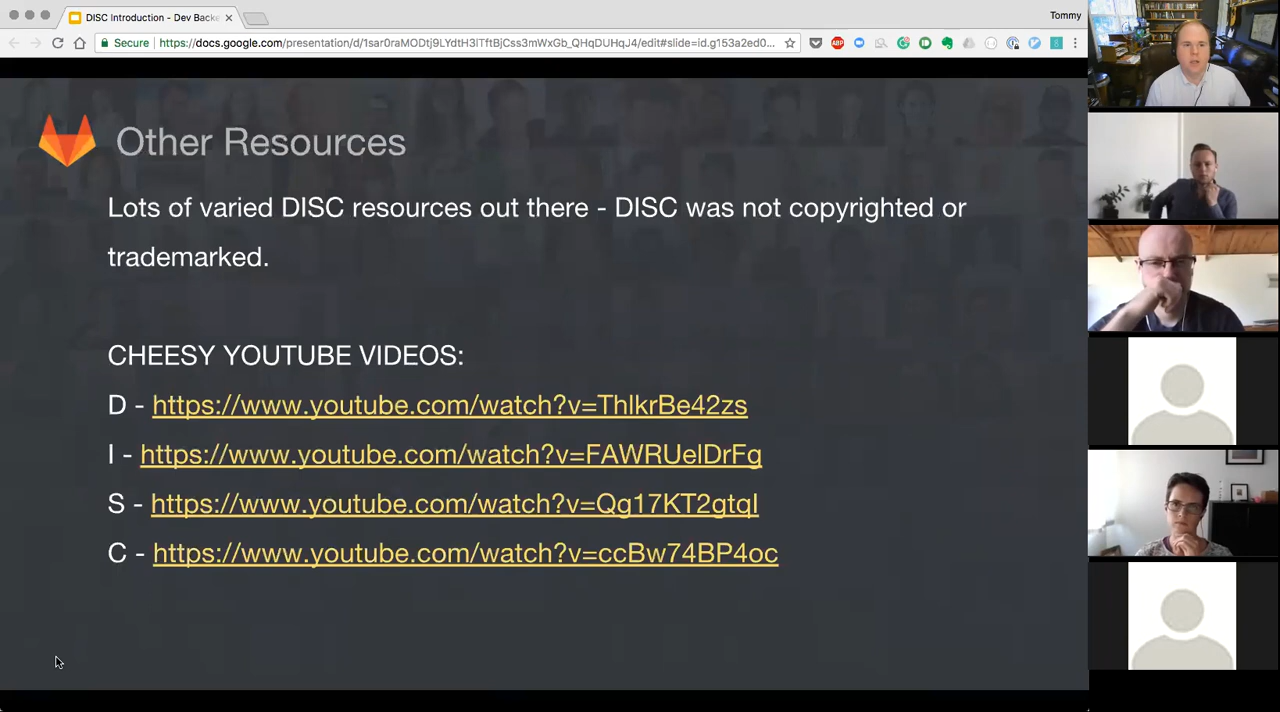 DISC Introduction - Dev Backe
Tommy
Secure
https://docs.google.com/presentation/d/1sar0raMz3Dtj9LYdtH3lTftBjCss3mWxGb_QHqDUHqJ4/edit#slide=id.g153a2ed0...
ABP
Other Resources
Lots of varied DISC resources out there - DISC was not copyrighted or
trademarked.
CHEESY YOUTUBE VIDEOS:
D - https://www.youtube.com/watch?v=ThlkrBe42zs
I - https://www.youtube.com/watch?v=FAWRUelDrFg
S - https://www.youtube.com/watch?v=Qg17KT2gtqI
C - https://www.youtube.com/watch?v=ccBw74BP4oc